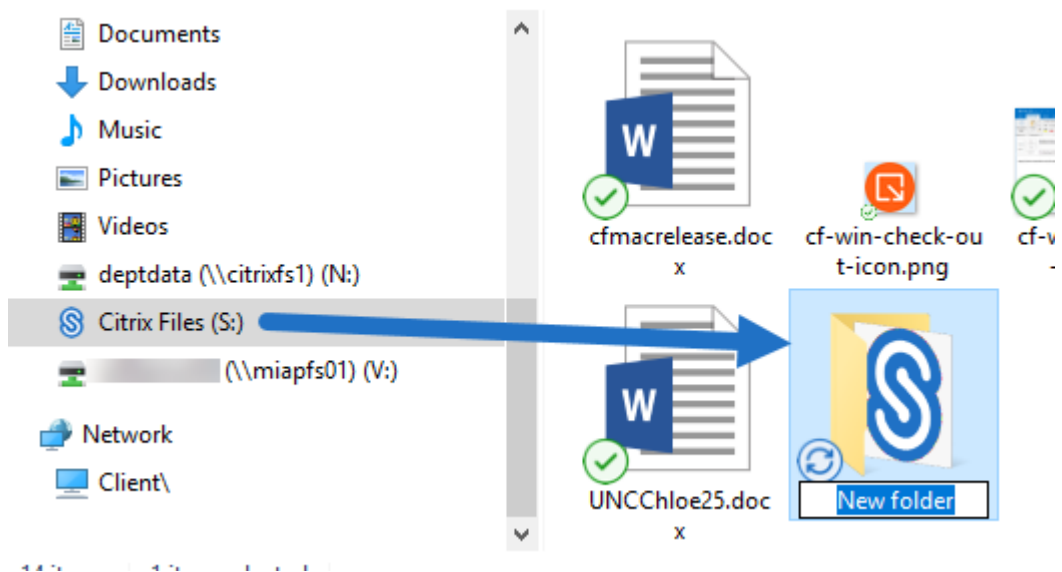 Documents
Downloads
Music
Pictures
Videos
deptdata (\\citrixfs1) (N:)
Citrix Files (S:)
(\\miapfs01) (V:)
Network
Client\
W
cfmacrelease.doc
x
cf-win-check-ou
t-icon.png
W
UNCChloe25.doc
x
New folder